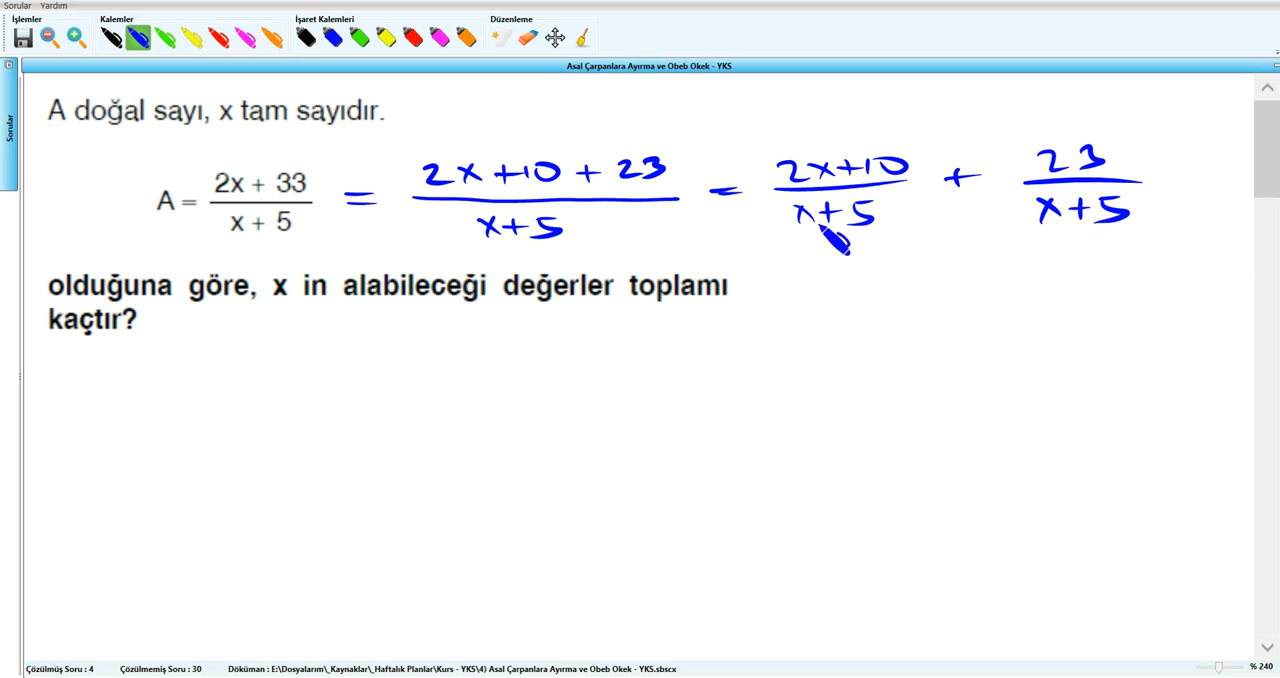 Sorular Yardım
İşlemler Kalemler İşaret Kalemleri Düzenleme
Asal Çarpanlara Ayırma ve Obeb Okek - YKS
Sorular
A doğal sayı, x tam sayıdır.
A = (2x + 33)/(x + 5) = (2x+10+23)/(x+5) = (2x+10)/(x+5) + 23/(x+5)
olduğuna göre, x in alabileceği değerler toplamı
kaçtır?
Çözülmüş Soru : 4 Çözülmemiş Soru : 30 Döküman : E:\Dosyalarım\_Kaynaklar\_Haftalık Planlar\Kurs - YKS\4) Asal Çarpanlara Ayırma ve Obeb Okek - YKS.sbscx % 240